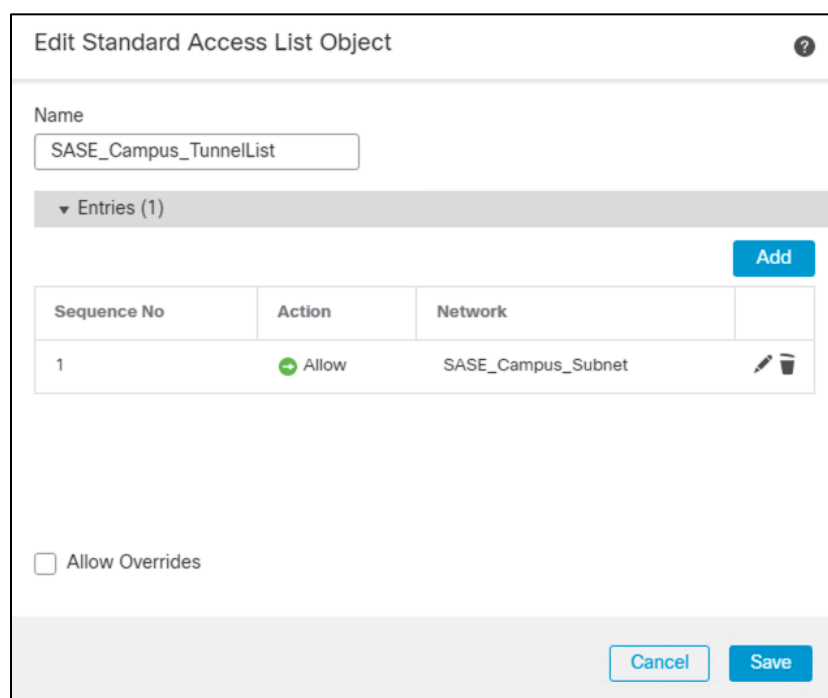 Edit Standard Access List Object
?
Name
SASE_Campus_TunnelList
Entries (1)
Add
Sequence No Action Network
1 Allow SASE_Campus_Subnet
Allow Overrides
Cancel Save